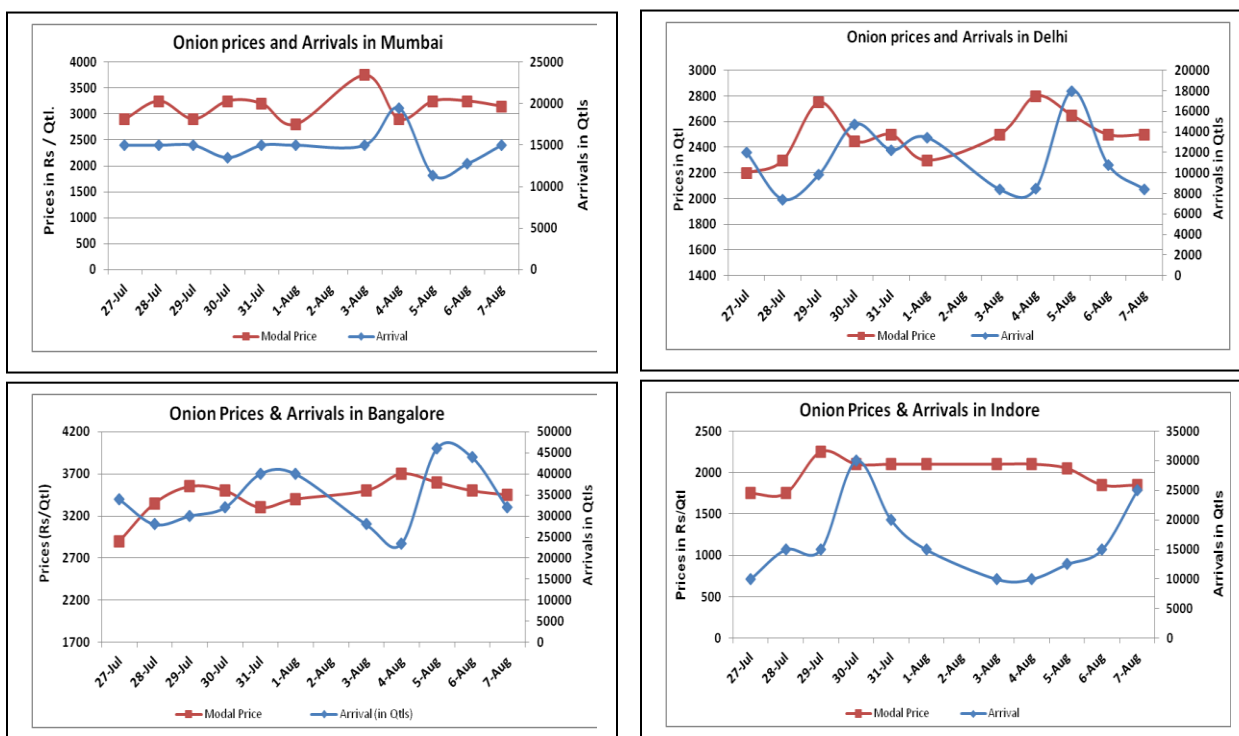 Onion prices and Arrivals in Mumbai
Prices in Rs / Qtl.
4000
3500
3000
2500
2000
1500
1000
500
0
25000
20000
15000
10000
5000
0
Arrivals in Qtls
27-Jul
28-Jul
29-Jul
30-Jul
31-Jul
1-Aug
2-Aug
3-Aug
4-Aug
5-Aug
6-Aug
7-Aug
Modal Price
Arrival
Onion prices and Arrivals in Delhi
Prices in Qtl
3000
2800
2600
2400
2200
2000
1800
1600
1400
20000
18000
16000
14000
12000
10000
8000
6000
4000
2000
0
Arrivals in Qtls
27-Jul
28-Jul
29-Jul
30-Jul
31-Jul
1-Aug
2-Aug
3-Aug
4-Aug
5-Aug
6-Aug
7-Aug
Modal Price
Arrival
Onion Prices & Arrivals in Bangalore
Prices (Rs/Qtl)
4200
3700
3200
2700
2200
1700
50000
45000
40000
35000
30000
25000
20000
15000
10000
5000
0
Arrivals in Qtls
27-Jul
28-Jul
29-Jul
30-Jul
31-Jul
1-Aug
2-Aug
3-Aug
4-Aug
5-Aug
6-Aug
7-Aug
Modal Price
Arrival (in Qtls)
Onion Prices & Arrivals in Indore
Prices in Rs/Qtl
2500
2000
1500
1000
500
0
35000
30000
25000
20000
15000
10000
5000
0
Arrivals in Qtls
27-Jul
28-Jul
29-Jul
30-Jul
31-Jul
1-Aug
2-Aug
3-Aug
4-Aug
5-Aug
6-Aug
7-Aug
Modal Price
Arrival